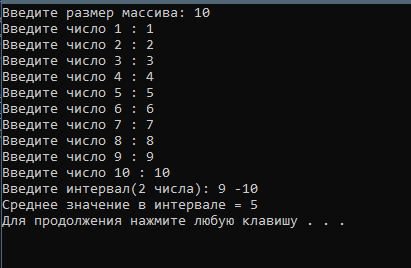 Введите размер массива: 10
Введите число 1 : 1
Введите число 2 : 2
Введите число 3 : 3
Введите число 4 : 4
Введите число 5 : 5
Введите число 6 : 6
Введите число 7 : 7
Введите число 8 : 8
Введите число 9 : 9
Введите число 10 : 10
Введите интервал(2 числа): 9 -10
Среднее значение в интервале = 5
Для продолжения нажмите любую клавишу . . .